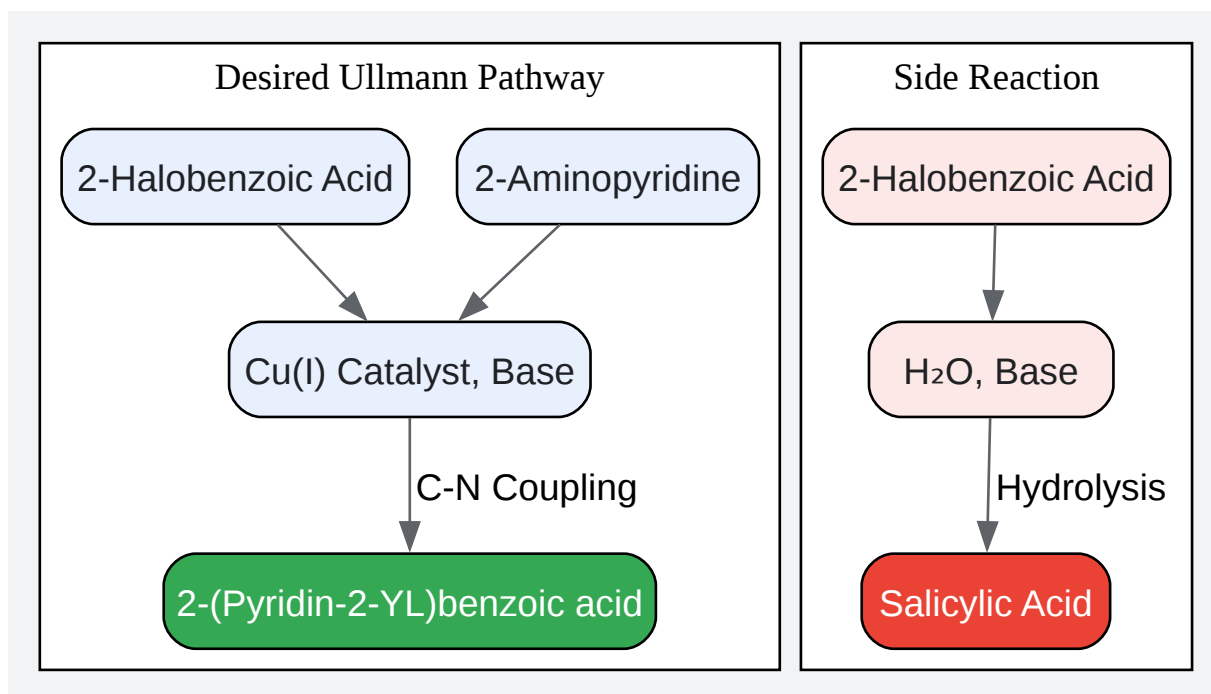 Desired Ullmann Pathway
2-Halobenzoic Acid
2-Aminopyridine
Cu(I) Catalyst, Base
C-N Coupling
2-(Pyridin-2-YL)benzoic acid
Side Reaction
2-Halobenzoic Acid
H₂O, Base
Hydrolysis
Salicylic Acid